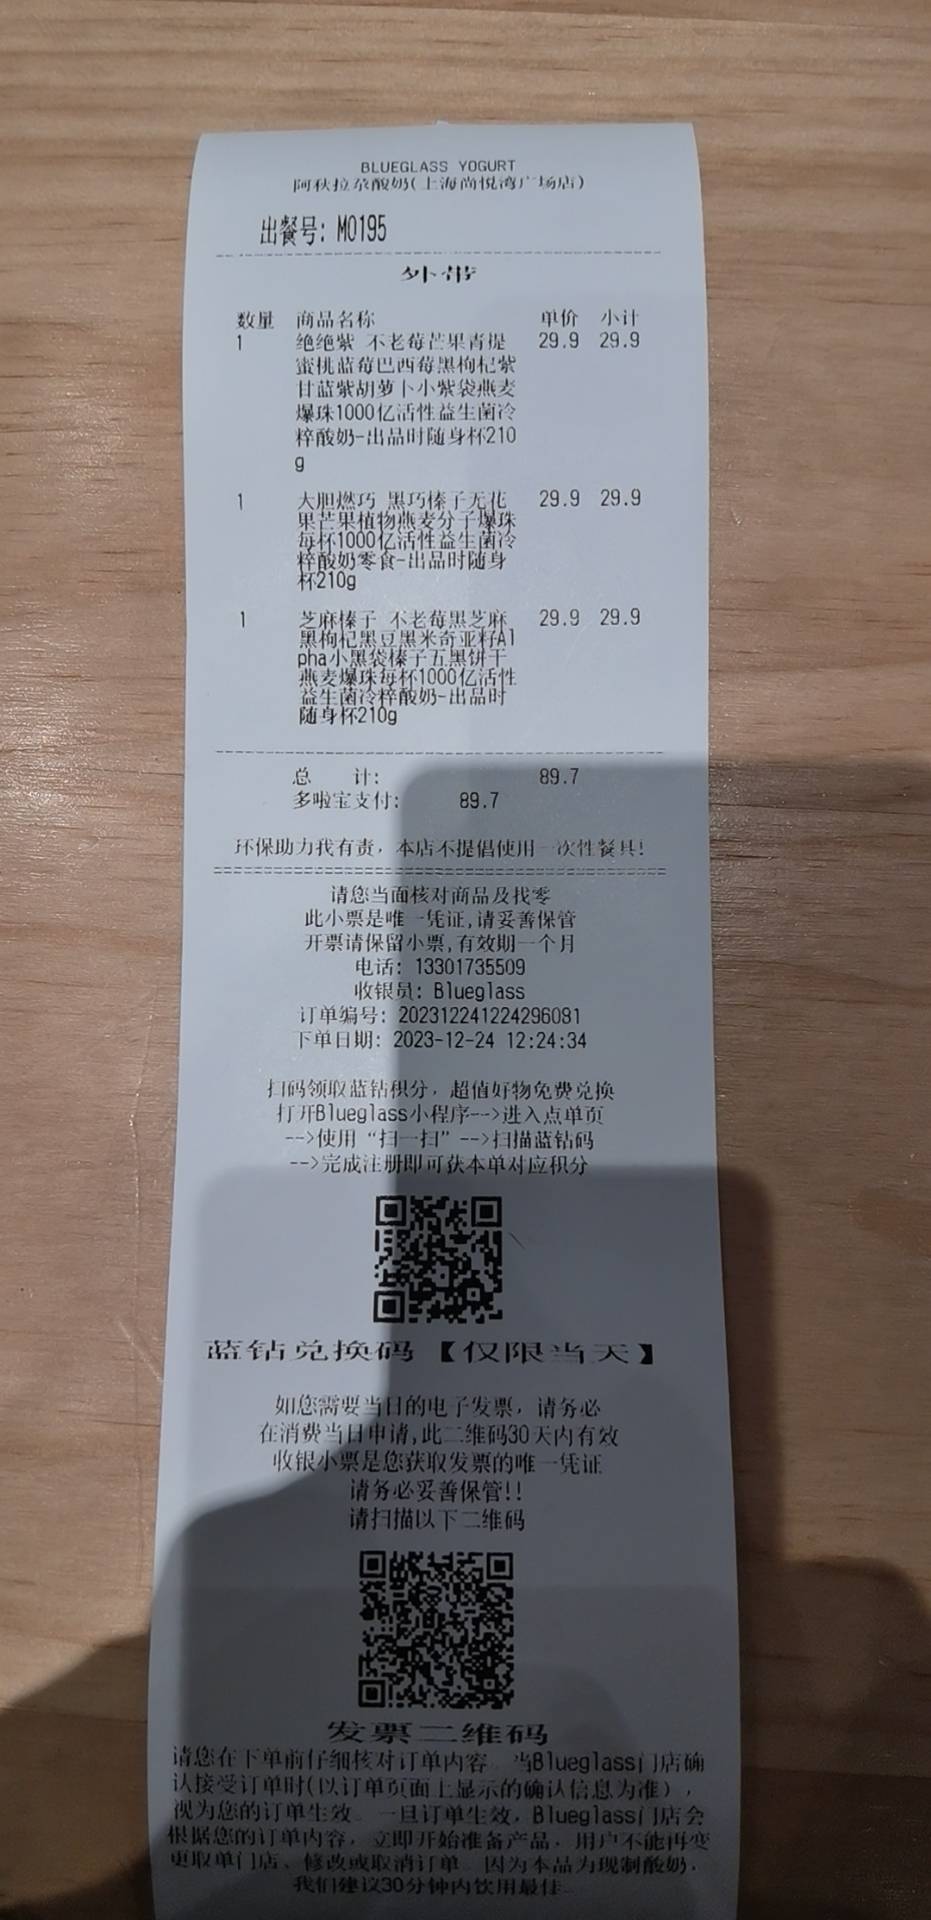 BLUEGLASS YOGURT
阿秋拉尕酸奶(上海尚悦湾广场店)
出餐号: M0195
外带
数量 商品名称 单价 小计
1 绝绝紫 不老莓芒果青提 29.9 29.9
蜜桃蓝莓巴西莓黑枸杞紫
甘蓝紫胡萝卜小紫袋燕麦
爆珠1000亿活性益生菌冷
粹酸奶-出品时随身杯210
g
1 大胆燃巧 黑巧榛子无花 29.9 29.9
果芒果植物燕麦分子爆珠
每杯1000亿活性益生菌冷
粹酸奶零食-出品时随身
杯210g
1 芝麻榛子 不老莓黑芝麻 29.9 29.9
黑枸杞黑豆黑米奇亚籽Al
pha小黑袋榛子五黑饼干
燕麦爆珠每杯1000亿活性
益生菌冷粹酸奶-出品时
随身杯210g
总 计: 89.7
多啦宝支付: 89.7
环保助力我有责，本店不提倡使用一次性餐具!
请您当面核对商品及找零
此小票是唯一凭证,请妥善保管
开票请保留小票,有效期一个月
电话: 13301735509
收银员: Blueglass
订单编号: 202312241224296081
下单日期: 2023-12-24 12:24:34
扫码领取蓝钻积分，超值好物免费兑换
打开Blueglass小程序-->进入点单页
-->使用“扫一扫”-->扫描蓝钻码
-->完成注册即可获本单对应积分
蓝钻兑换码【仅限当天】
如您需要当日的电子发票，请务必
在消费当日申请,此二维码30天内有效
收银小票是您获取发票的唯一凭证
请务必妥善保管!!
请扫描以下二维码
发票二维码
请您在下单前仔细核对订单内容。当Blueglass门店确
认接受订单时(以订单页面上显示的确认信息为准)，
视为您的订单生效。一旦订单生效，Blueglass门店会
根据您的订单内容，立即开始准备产品，用户不能再变
更取单门店、修改或取消订单。因为本品为现制酸奶，
我们建议30分钟内饮用最佳。